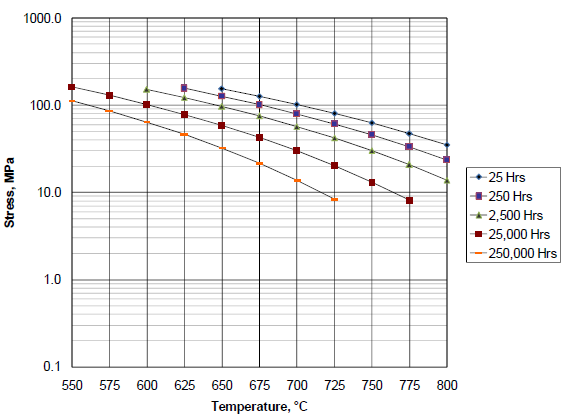 1000.0
100.0
10.0
1.0
0.1
Stress, MPa
550 575 600 625 650 675 700 725 750 775 800
Temperature, °C
25 Hrs
250 Hrs
2,500 Hrs
25,000 Hrs
250,000 Hrs